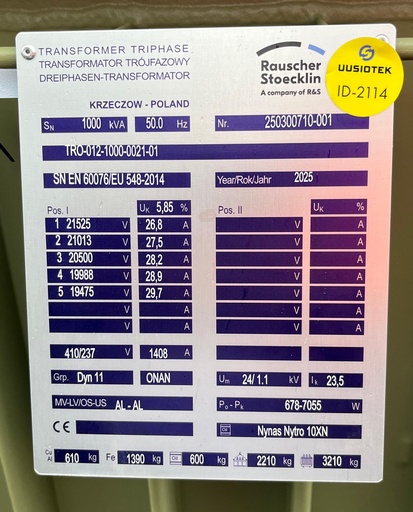 TRANSFORMER TRIPHASE
TRANSFORMATOR TRÓJFAZOWY
DREIPHASEN-TRANSFORMATOR
KRZECZOW - POLAND
Rauscher
Stoecklin
A company of R&S
UUSIOTEK
ID-2114
SN 1000 kVA 50.0 Hz Nr. 250300710-001
TRO-012-1000-0021-01
SN EN 60076/EU 548-2014 Year/Rok/Jahr 2025
Pos. I UK 5,85 % Pos. II UK %
1 21525 V 26,8 A V A
2 21013 V 27,5 A V A
3 20500 V 28,2 A V A
4 19988 V 28,9 A V A
5 19475 V 29,7 A V A
V A V A
V A V A
410/237 V 1408 A
Grp. Dyn 11 ONAN Um 24/ 1.1 kV Ik 23,5
MV-LV/OS-US AL - AL Po - Pk 678-7055 W
CE Oil Nynas Nytro 10XN
Cu Al 610 kg Fe 1390 kg Oil 600 kg 2210 kg 3210 kg